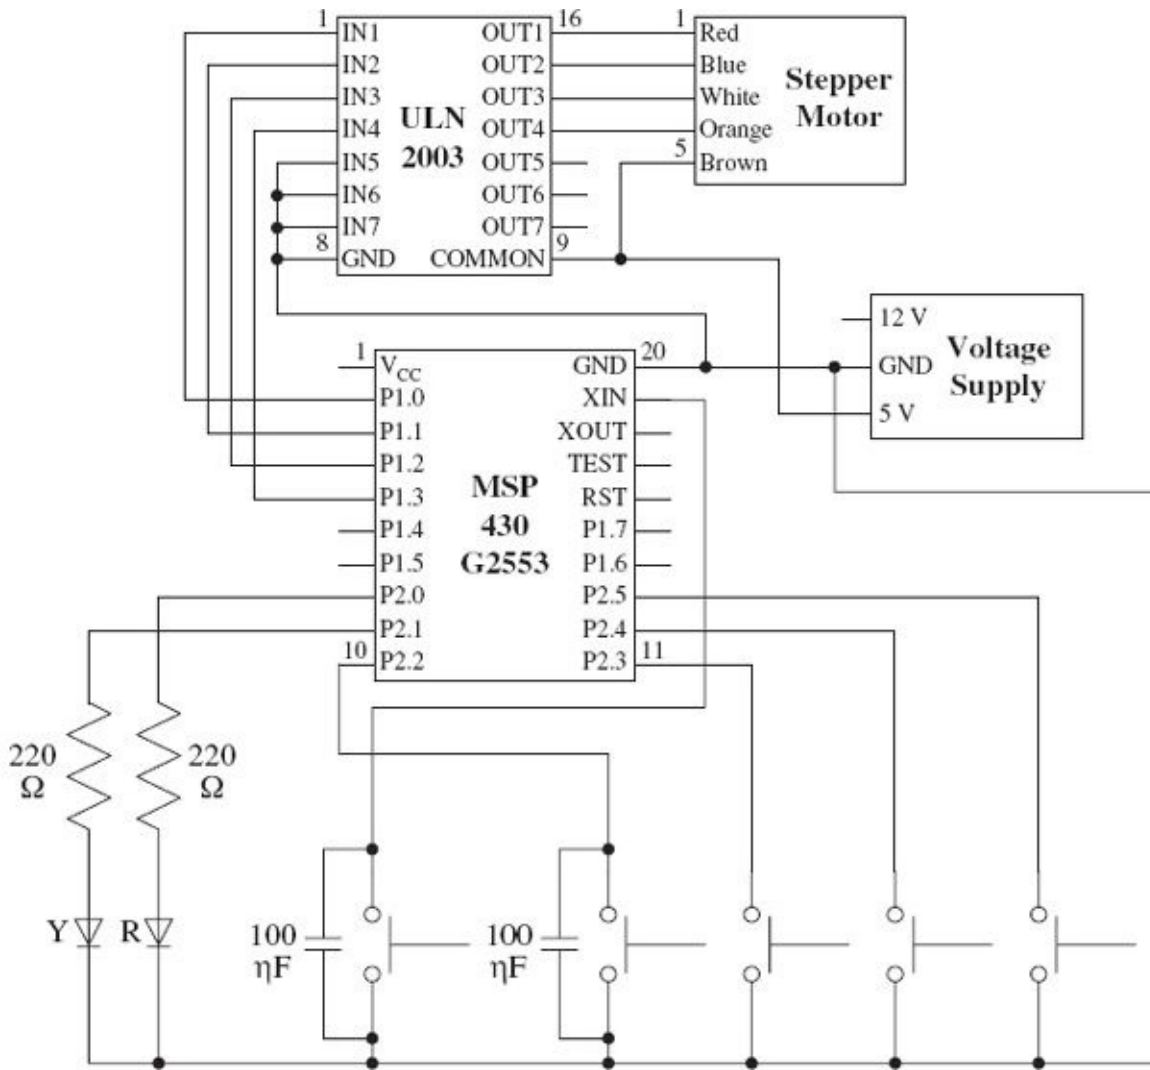 1
IN1
IN2
IN3
IN4
IN5
IN6
IN7
8
GND
ULN
2003
16
OUT1
OUT2
OUT3
OUT4
OUT5
OUT6
OUT7
9
COMMON
1
Red
Blue
White
Orange
5
Brown
Stepper
Motor
12 V
GND
5 V
Voltage
Supply
1
VCC
P1.0
P1.1
P1.2
P1.3
P1.4
P1.5
P2.0
P2.1
10
P2.2
MSP
430
G2553
20
GND
XIN
XOUT
TEST
RST
P1.7
P1.6
P2.5
P2.4
11
P2.3
220
Ω
220
Ω
Y
R
100
ηF
100
ηF